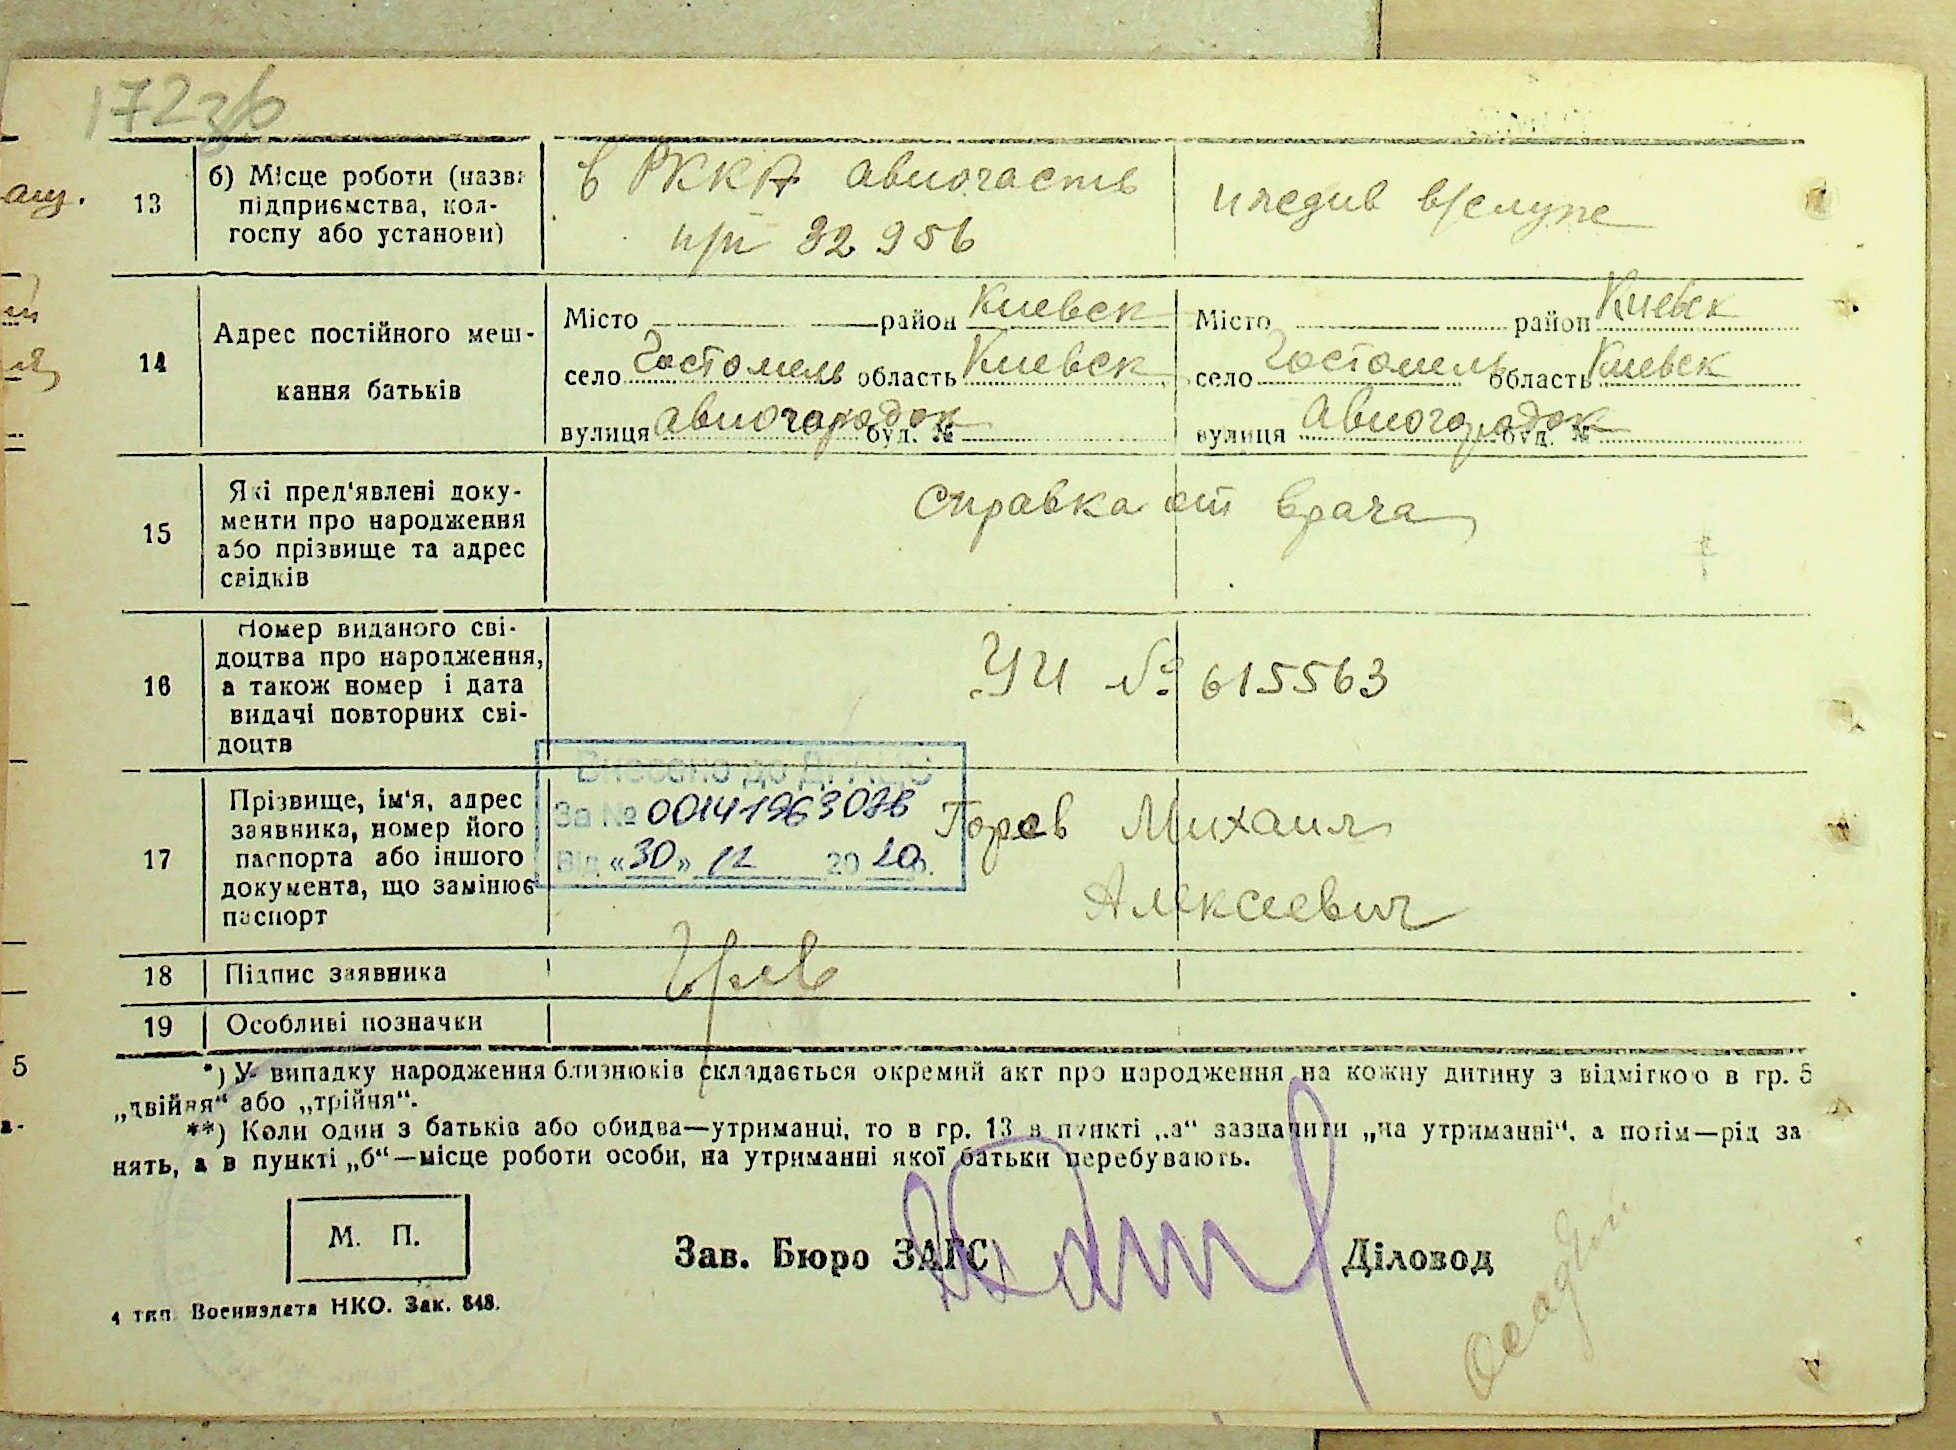 172зв
13
б) Місце роботи (назва
підприємства, кол-
госпу або установи)
в РККА авиочасть
п/п 32956
иждив в/служ
14
Адрес постійного меш-
кання батьків
Місто район Киевск
село Гостомель область Киевск
вулиця авиогородок буд. №
Місто район Киевск
село Гостомель область Киевск
вулиця Авиогородок буд. №
15
Які пред'явлені доку-
менти про народження
або прізвище та адрес
свідків
Справка от врача
16
Номер виданого сві-
доцтва про народження,
а також номер і дата
видачі повторних сві-
доцтв
УИ № 615563
17
Прізвище, ім'я, адрес
заявника, номер його
паспорта або іншого
документа, що замінює
паспорт
Внесено до ДРАЦС
За №
Від «30» 12 2020р.
Горев Михаил
Алексеевич
18
Підпис заявника
19
Особливі позначки
*) У випадку народження близнюків складається окремий акт про народження на кожну дитину з відміткою в гр. 5
„двійня“ або „трійня“.
**) Коли один з батьків або обидва—утриманці, то в гр. 13 в пункті „а“ зазначити „на утриманні“, а потім—рід за
нять, а в пункті „б“—місце роботи особи, на утриманні якої батьки перебувають.
М. П.
Зав. Бюро ЗАГС
Діловод
4 тип. Воениздата НКО. Зак. 848.
5